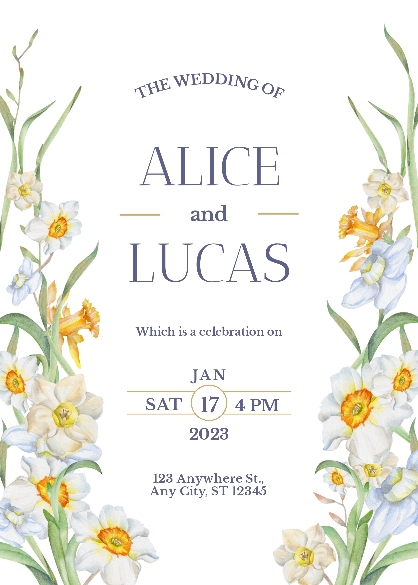 THE WEDDING OF
ALICE
and
LUCAS
Which is a celebration on
JAN
SAT 17 4 PM
2023
123 Anywhere St.,
Any City, ST 12345